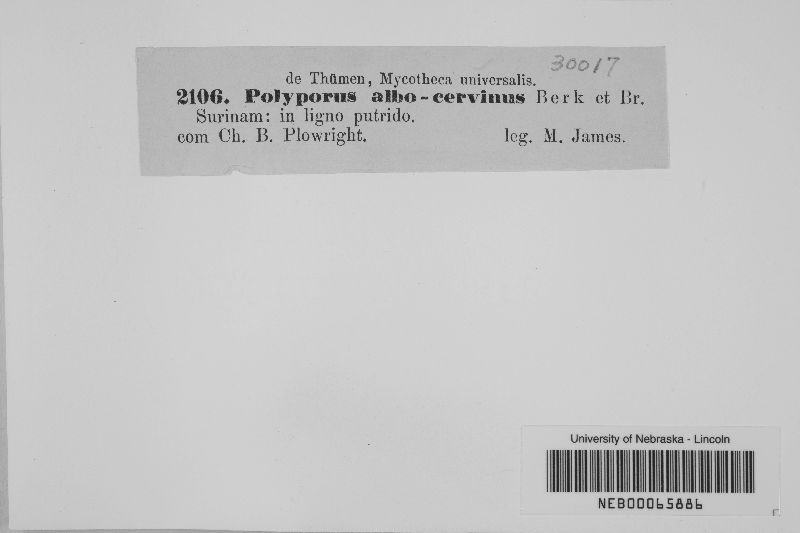 30017
de Thümen, Mycotheca universalis.
2106. Polyporus albo-cervinus Berk et Br.
Surinam: in ligno putrido.
com Ch. B. Plowright. leg. M. James.
University of Nebraska - Lincoln
NEB00065886